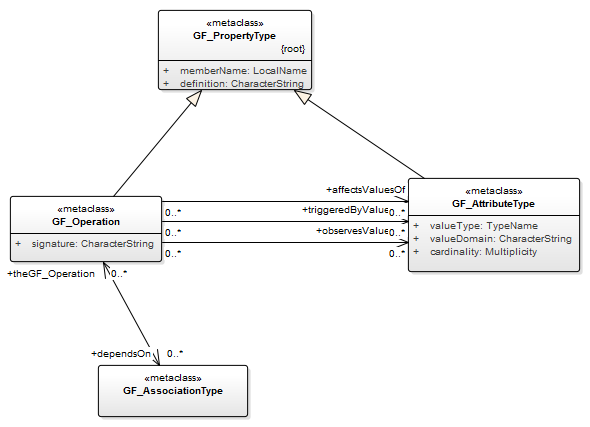 «metaclass»
GF_PropertyType
{root}
+ memberName: LocalName
+ definition: CharacterString
«metaclass»
GF_Operation
+ signature: CharacterString
+affectsValuesOf
0..*
+triggeredByValue
0..*
0..*
+observesValue
0..*
0..*
0..*
«metaclass»
GF_AttributeType
+ valueType: TypeName
+ valueDomain: CharacterString
+ cardinality: Multiplicity
+theGF_Operation 0..*
+dependsOn 0..*
«metaclass»
GF_AssociationType